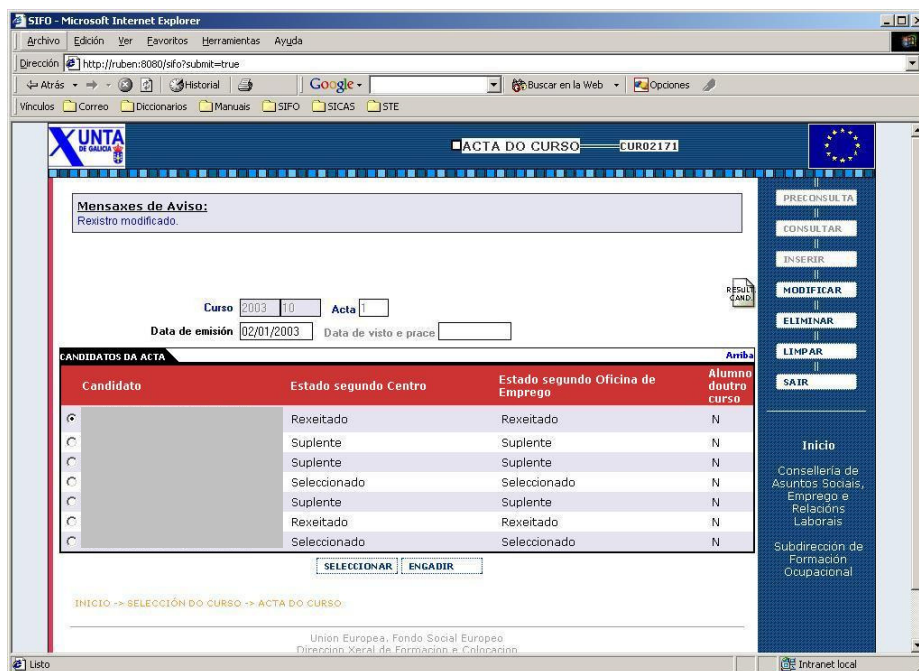 SIFO - Microsoft Internet Explorer
Archivo Edición Ver Favoritos Herramientas Ayuda
Dirección http://ruben:8080/sifo?submit=true
Atrás Historial Google Buscar en la Web Opciones
Vínculos Correo Diccionarios Manuais SIFO SICAS STE
XUNTA
DE GALICIA
ACTA DO CURSO CUR02171
PRECONSULTA
CONSULTAR
INSERIR
MODIFICAR
ELIMINAR
LIMPAR
SAIR
Mensaxes de Aviso:
Rexistro modificado.
RESULT.
CAND.
Curso 2003 10 Acta 1
Data de emisión 02/01/2003 Data de visto e prace
CANDIDATOS DA ACTA Arriba
Candidato Estado segundo Centro Estado segundo Oficina de Emprego Alumno doutro curso
Rexeitado Rexeitado N
Suplente Suplente N
Suplente Suplente N
Seleccionado Seleccionado N
Suplente Suplente N
Rexeitado Rexeitado N
Seleccionado Seleccionado N
SELECCIONAR ENGADIR
INICIO -> SELECCIÓN DO CURSO -> ACTA DO CURSO
Union Europea. Fondo Social Europeo
Direccion Xeral de Formacion e Colocacion
Inicio
Consellería de
Asuntos Sociais,
Emprego e
Relacións
Laborais
Subdirección de
Formación
Ocupacional
Listo Intranet local